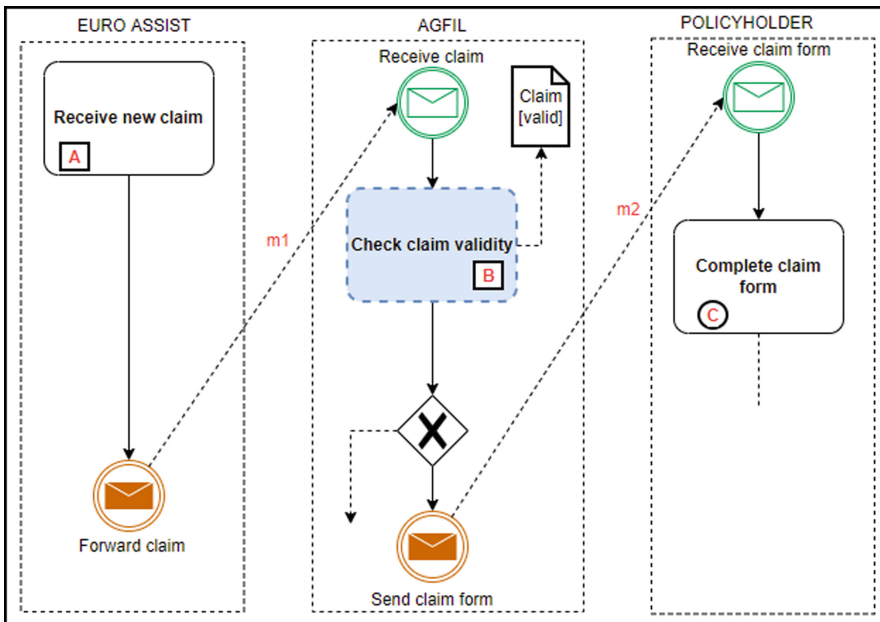 EURO ASSIST
AGFIL
POLICYHOLDER
Receive new claim
A
Forward claim
m1
Receive claim
Claim
[valid]
Check claim validity
B
Send claim form
m2
Receive claim form
Complete claim
form
C